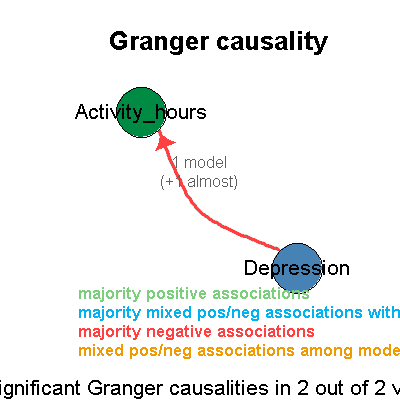 Granger causality
Activity_hours
1 model
(+1 almost)
Depression
majority positive associations
majority mixed pos/neg associations with
majority negative associations
mixed pos/neg associations among mode
ignificant Granger causalities in 2 out of 2 v